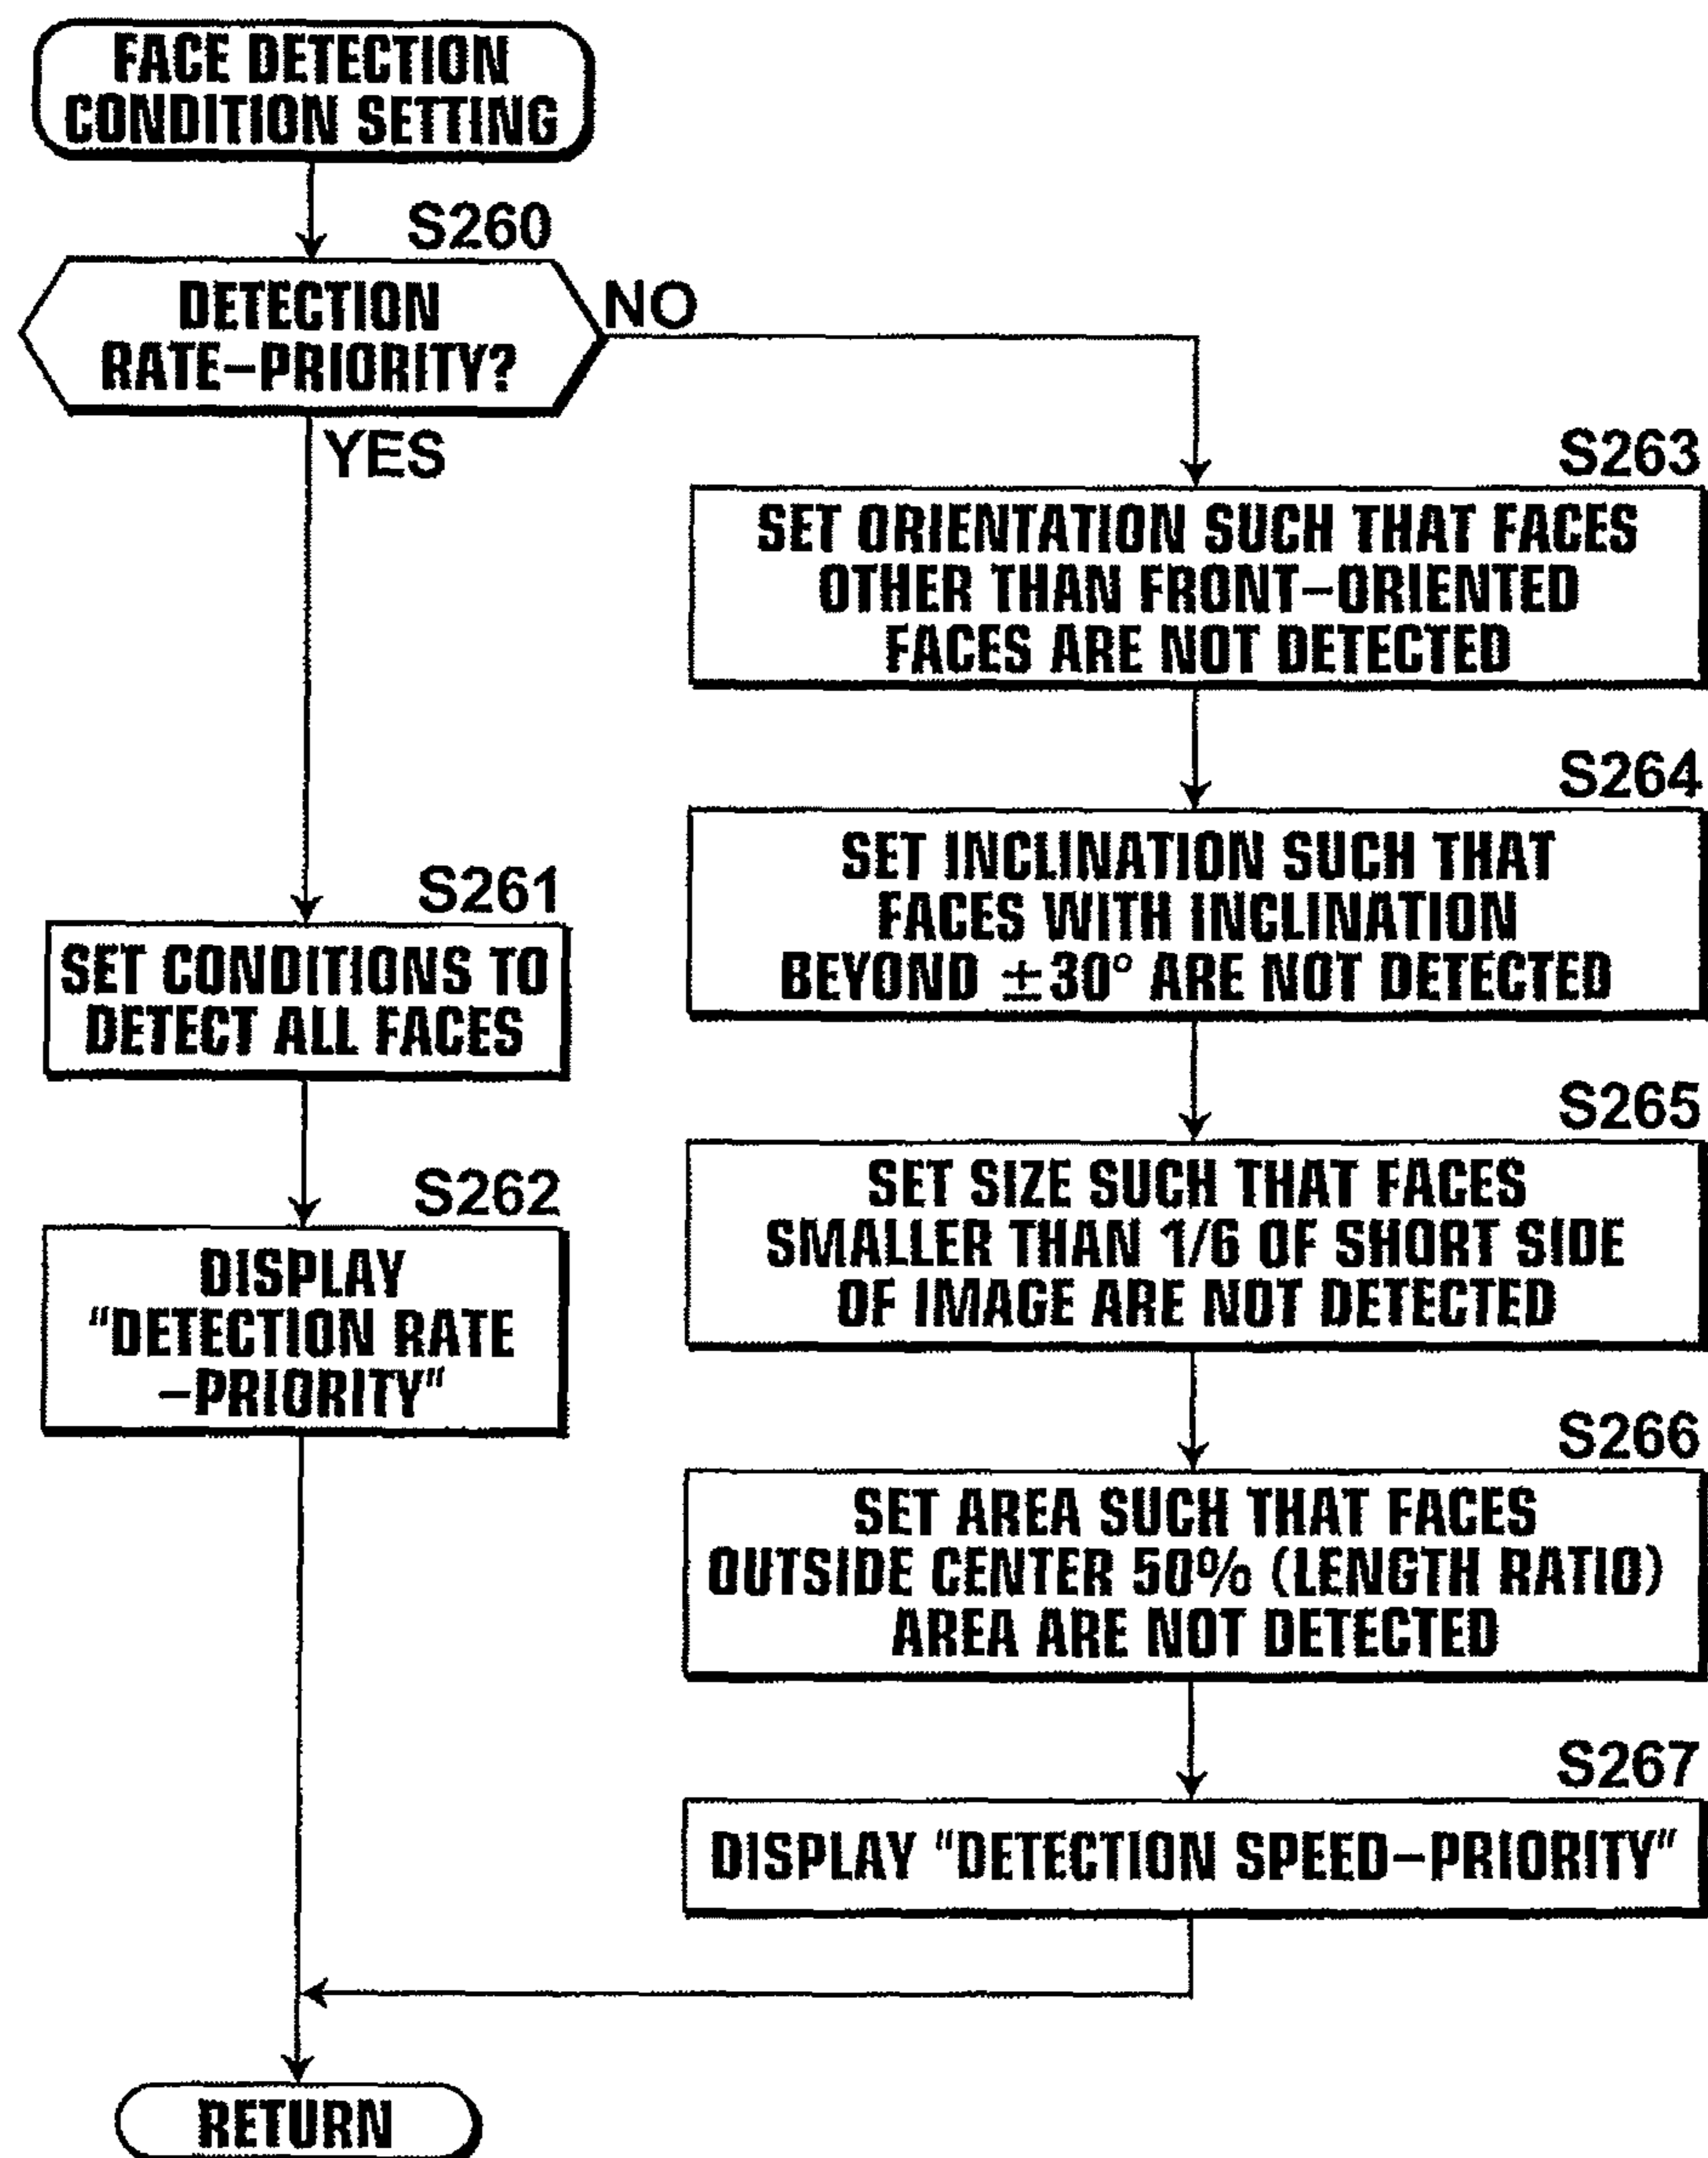 FACE DETECTION
CONDITION SETTING
S260
DETECTION
RATE-PRIORITY?
NO
YES
S261
SET CONDITIONS TO
DETECT ALL FACES
S262
DISPLAY
"DETECTION RATE
-PRIORITY"
S263
SET ORIENTATION SUCH THAT FACES
OTHER THAN FRONT-ORIENTED
FACES ARE NOT DETECTED
S264
SET INCLINATION SUCH THAT
FACES WITH INCLINATION
BEYOND ±30° ARE NOT DETECTED
S265
SET SIZE SUCH THAT FACES
SMALLER THAN 1/6 OF SHORT SIDE
OF IMAGE ARE NOT DETECTED
S266
SET AREA SUCH THAT FACES
OUTSIDE CENTER 50% (LENGTH RATIO)
AREA ARE NOT DETECTED
S267
DISPLAY "DETECTION SPEED-PRIORITY"
RETURN